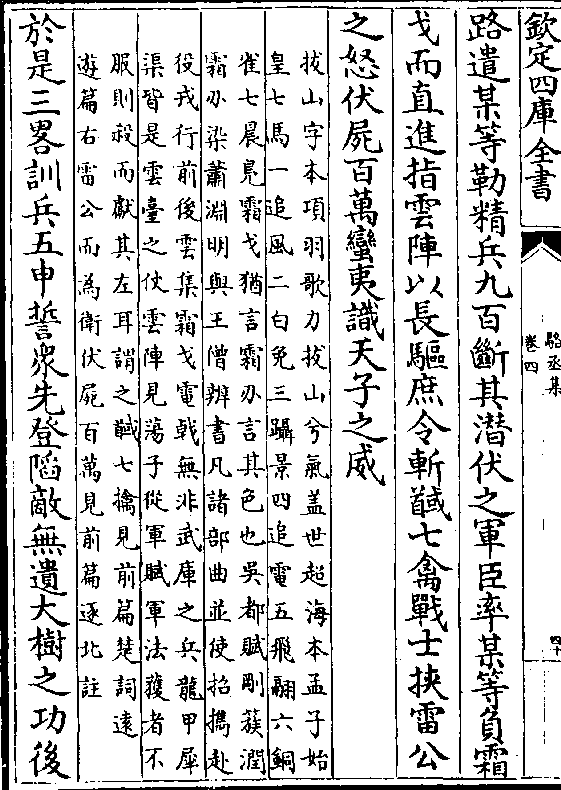 欽定四庫全書
駱丞集
卷四
四十
路遣某等勒精兵九百斷其潜伏之軍臣率某等負霜
戈而直進指雲陣以長驅庶令斬馘七禽戰士挾雷公
之怒伏屍百萬蠻夷識天子之威
拔山字本項羽歌力拔山兮氣盖世超海本孟子始
皇七馬一追風二白兔三躡景四追電五飛翮六銅
雀七晨鳬霜戈猶言霜刃言其色也吳都賦剛鏃潤
霜刃染蕭淵明與王僧辨書凡諸部曲並使招擕赴
役戎行前後雲集霜戈電戟無非武庫之兵龍甲犀
渠皆是雲臺之仗雲陣見蕩子從軍賦軍法獲者不
服則殺而獻其左耳謂之馘七擒見前篇楚詞遠
遊篇右雷公而為衛伏屍百萬見前篇逐北註
於是三畧訓兵五申誓衆先登陷敵無遺大樹之功後